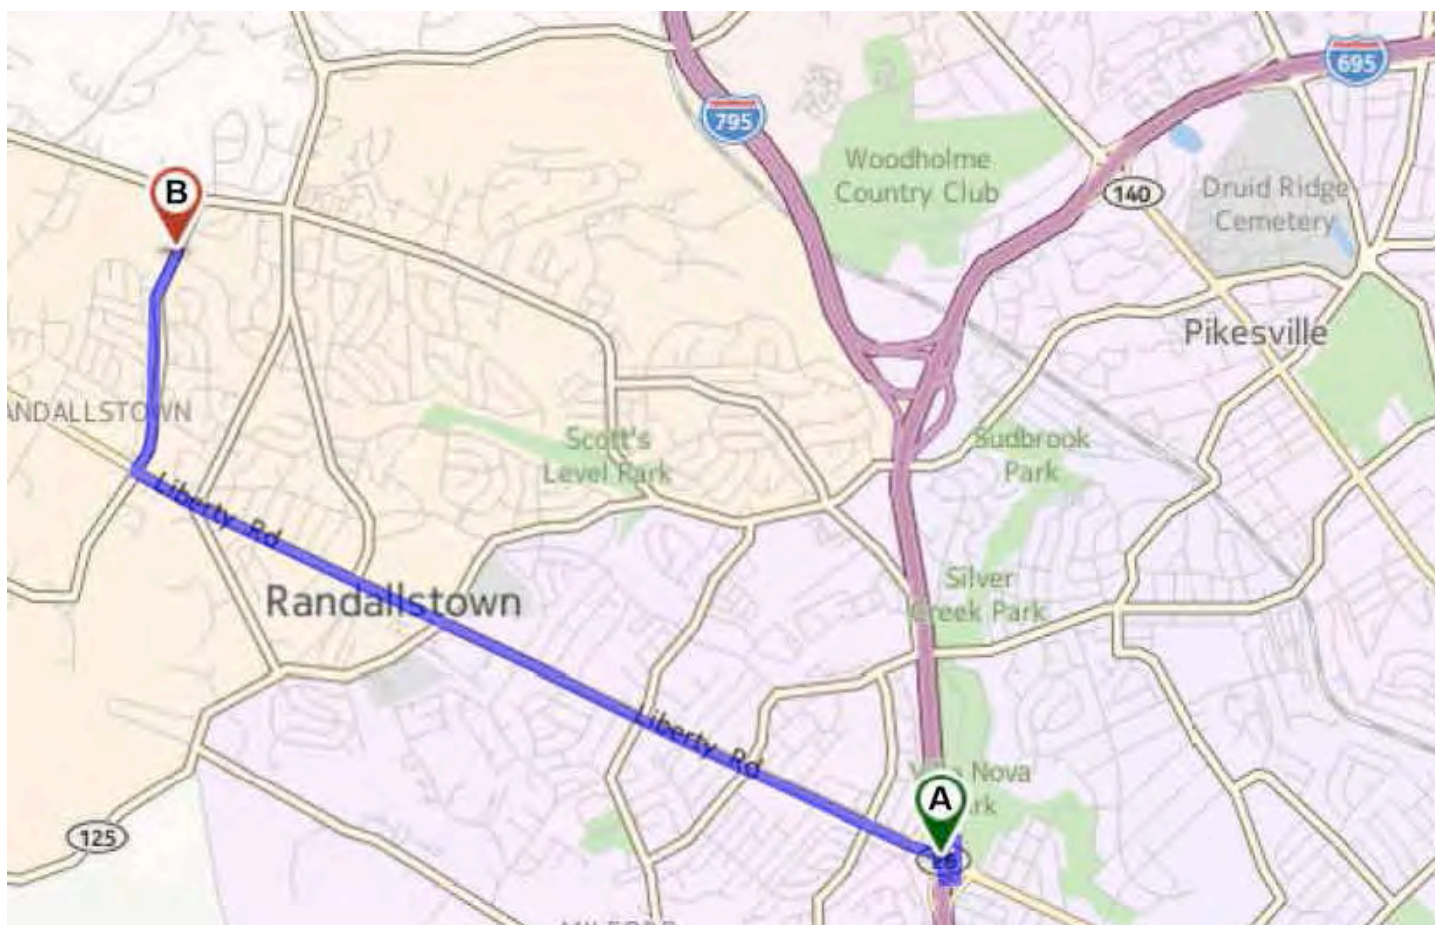 695
795
Woodholme
Country Club
B
140
Druid Ridge
Cemetery
Pikesville
ANDALLSTOWN
Scott's
Level Park
Sudbrook
Park
Liberty Rd
Silver
Creek Park
Randallstown
Liberty Rd
Nova
A
125